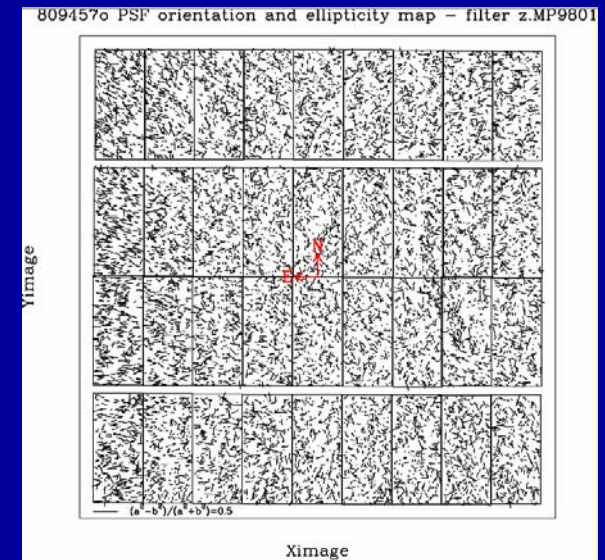 809457o PSF orientation and ellipticity map – filter z.MP9801
Yimage
N
E
(a²−b²)/(a²+b²)=0.5
Ximage